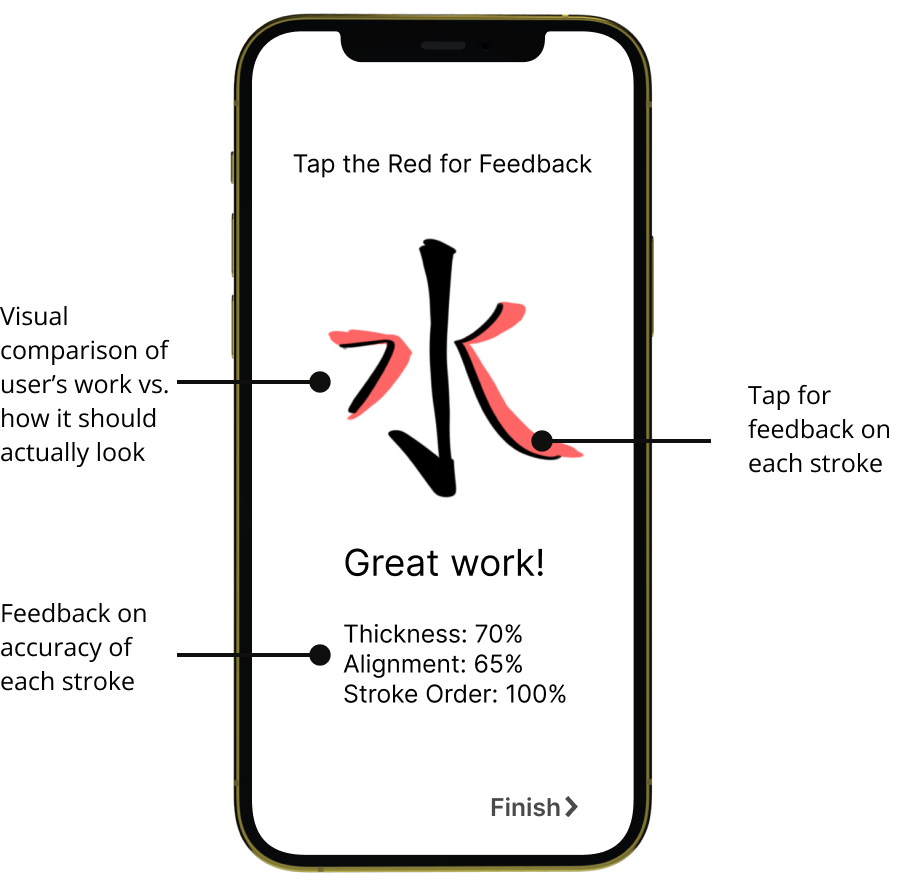 Tap the Red for Feedback
水
Visual
comparison of
user’s work vs.
how it should
actually look
Tap for
feedback on
each stroke
Great work!
Feedback on
accuracy of
each stroke
Thickness: 70%
Alignment: 65%
Stroke Order: 100%
Finish